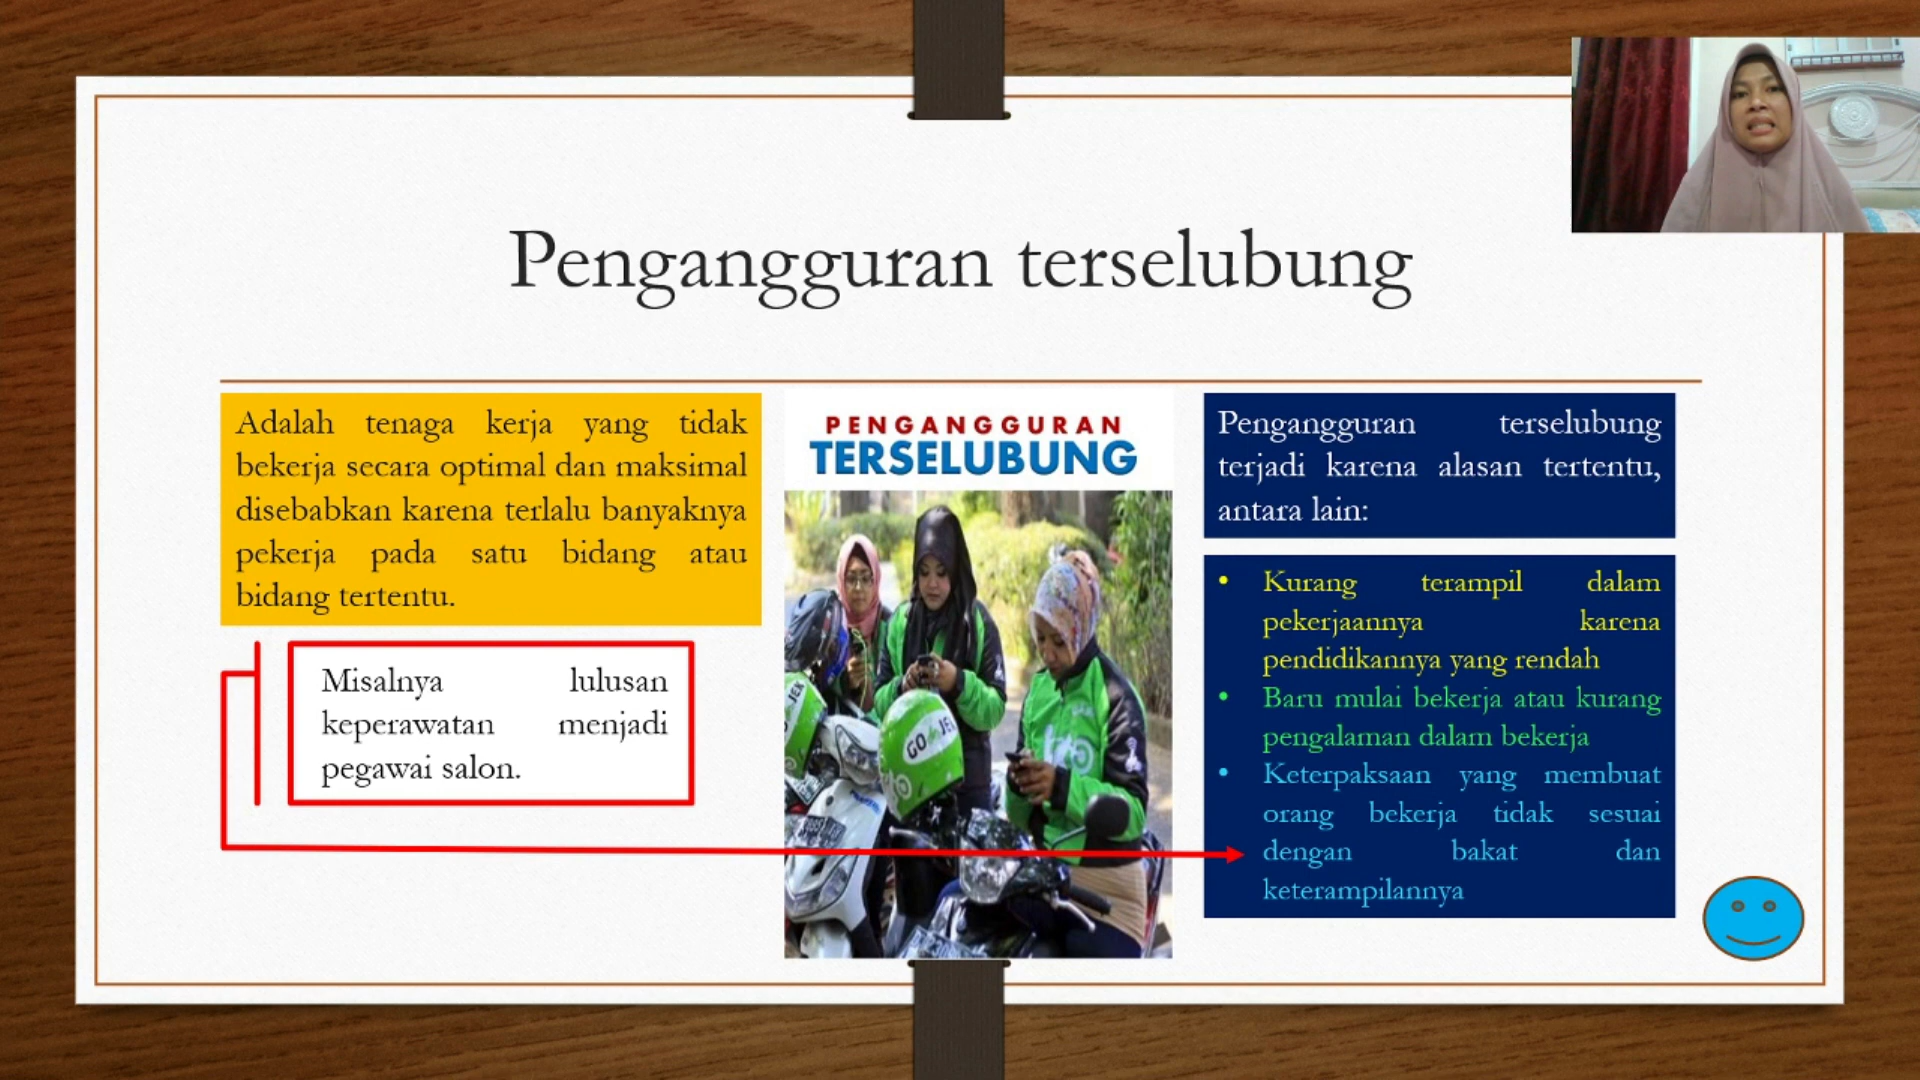 Pengangguran terselubung
Adalah tenaga kerja yang tidak
bekerja secara optimal dan maksimal
disebabkan karena terlalu banyaknya
pekerja pada satu bidang atau
bidang tertentu.
Misalnya lulusan
keperawatan menjadi
pegawai salon.
PENGANGGURAN
TERSELUBUNG
GO JEK
Pengangguran terselubung
terjadi karena alasan tertentu,
antara lain:
• Kurang terampil dalam
pekerjaannya karena
pendidikannya yang rendah
• Baru mulai bekerja atau kurang
pengalaman dalam bekerja
• Keterpaksaan yang membuat
orang bekerja tidak sesuai
dengan bakat dan
keterampilannya